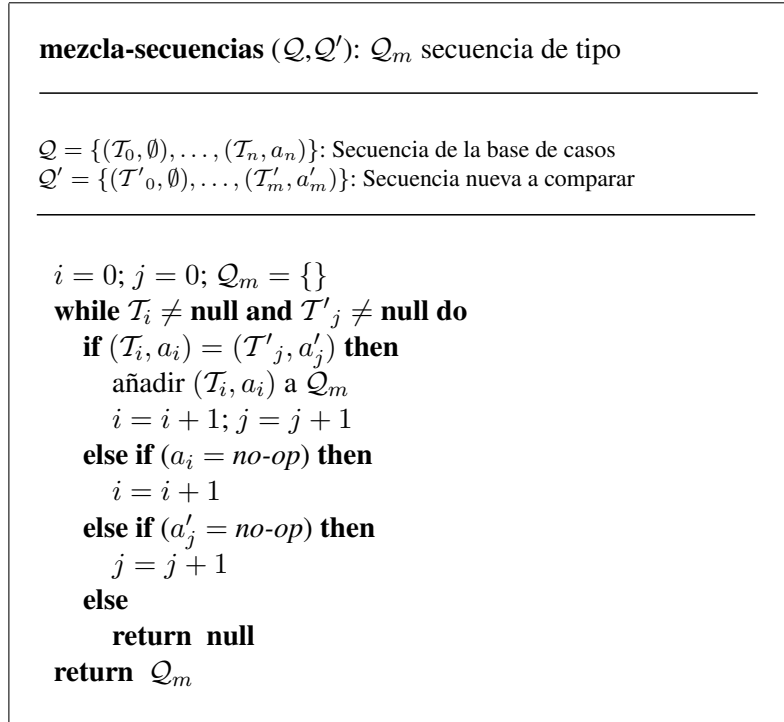 mezcla-secuencias (𝒬,𝒬′): 𝒬ₘ secuencia de tipo
𝒬 = {(𝒯₀, ∅), . . . , (𝒯ₙ, aₙ)}: Secuencia de la base de casos
𝒬′ = {(𝒯′₀, ∅), . . . , (𝒯′ₘ, a′ₘ)}: Secuencia nueva a comparar
i = 0; j = 0; 𝒬ₘ = {}
while 𝒯ᵢ ≠ null and 𝒯′ⱼ ≠ null do
if (𝒯ᵢ, aᵢ) = (𝒯′ⱼ, a′ⱼ) then
añadir (𝒯ᵢ, aᵢ) a 𝒬ₘ
i = i + 1; j = j + 1
else if (aᵢ = no-op) then
i = i + 1
else if (a′ⱼ = no-op) then
j = j + 1
else
return null
return 𝒬ₘ